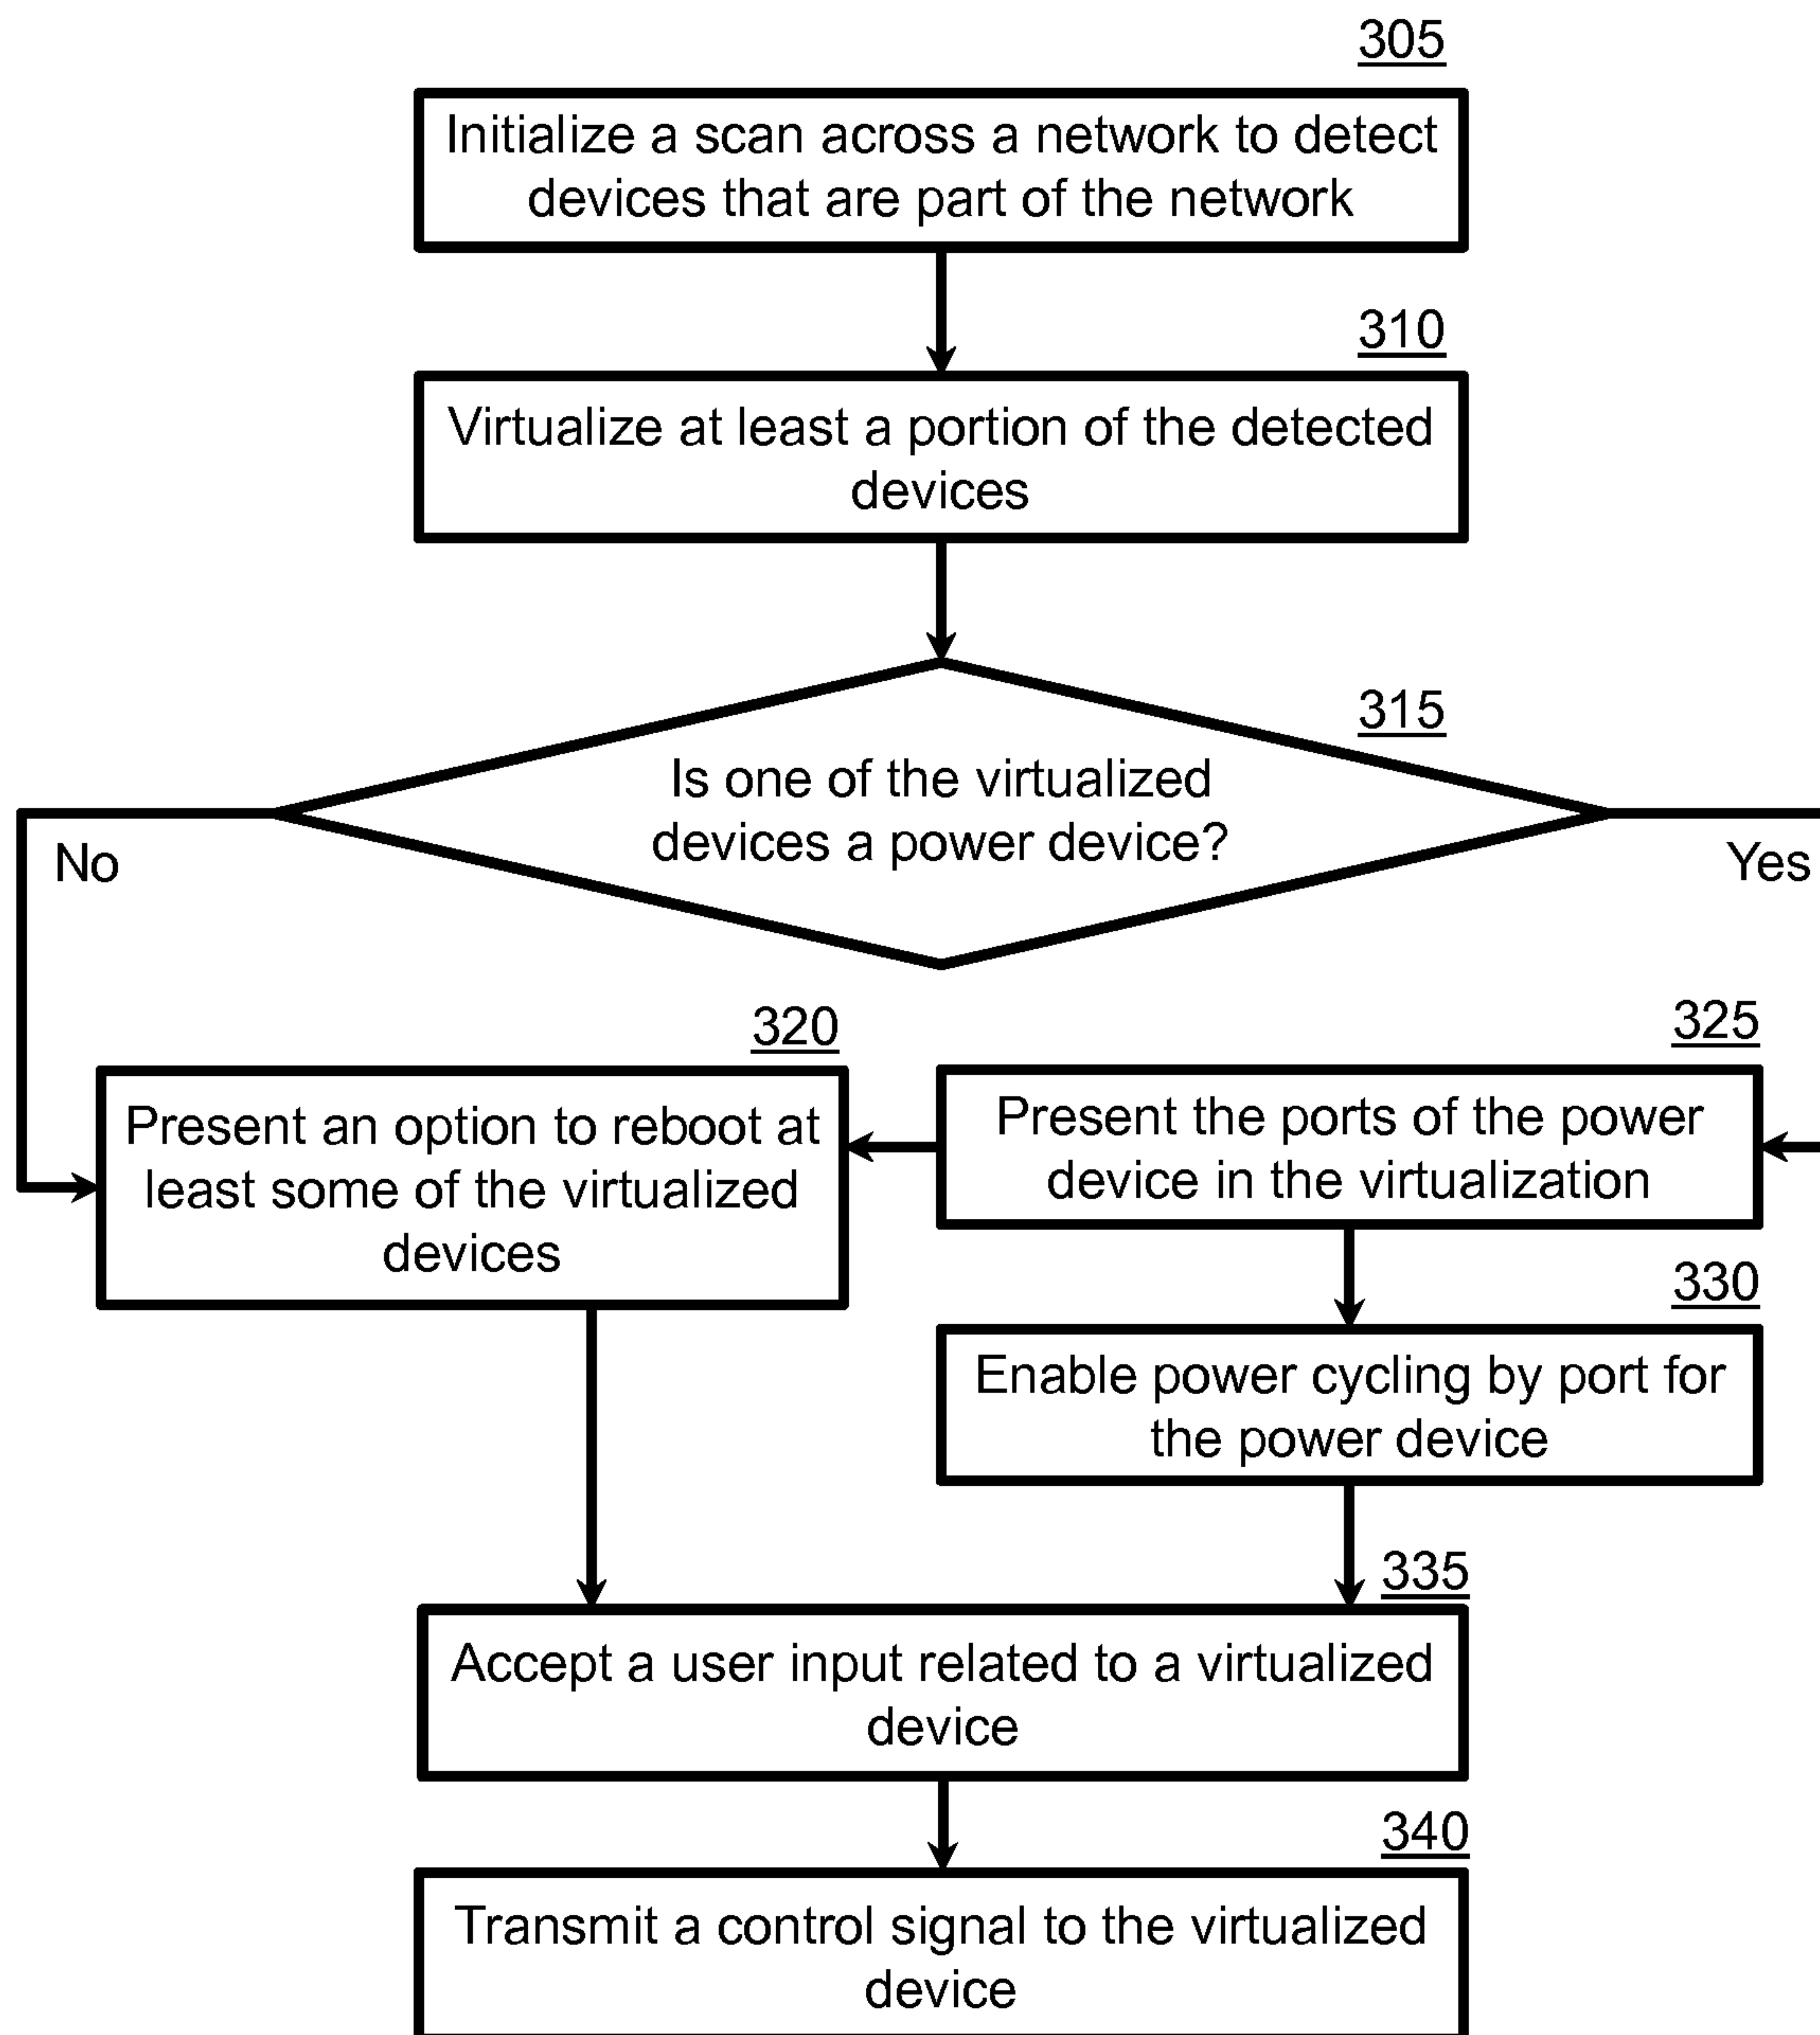 305
Initialize a scan across a network to detect
devices that are part of the network
310
Virtualize at least a portion of the detected
devices
315
Is one of the virtualized
devices a power device?
No
Yes
320
Present an option to reboot at
least some of the virtualized
devices
325
Present the ports of the power
device in the virtualization
330
Enable power cycling by port for
the power device
335
Accept a user input related to a virtualized
device
340
Transmit a control signal to the virtualized
device